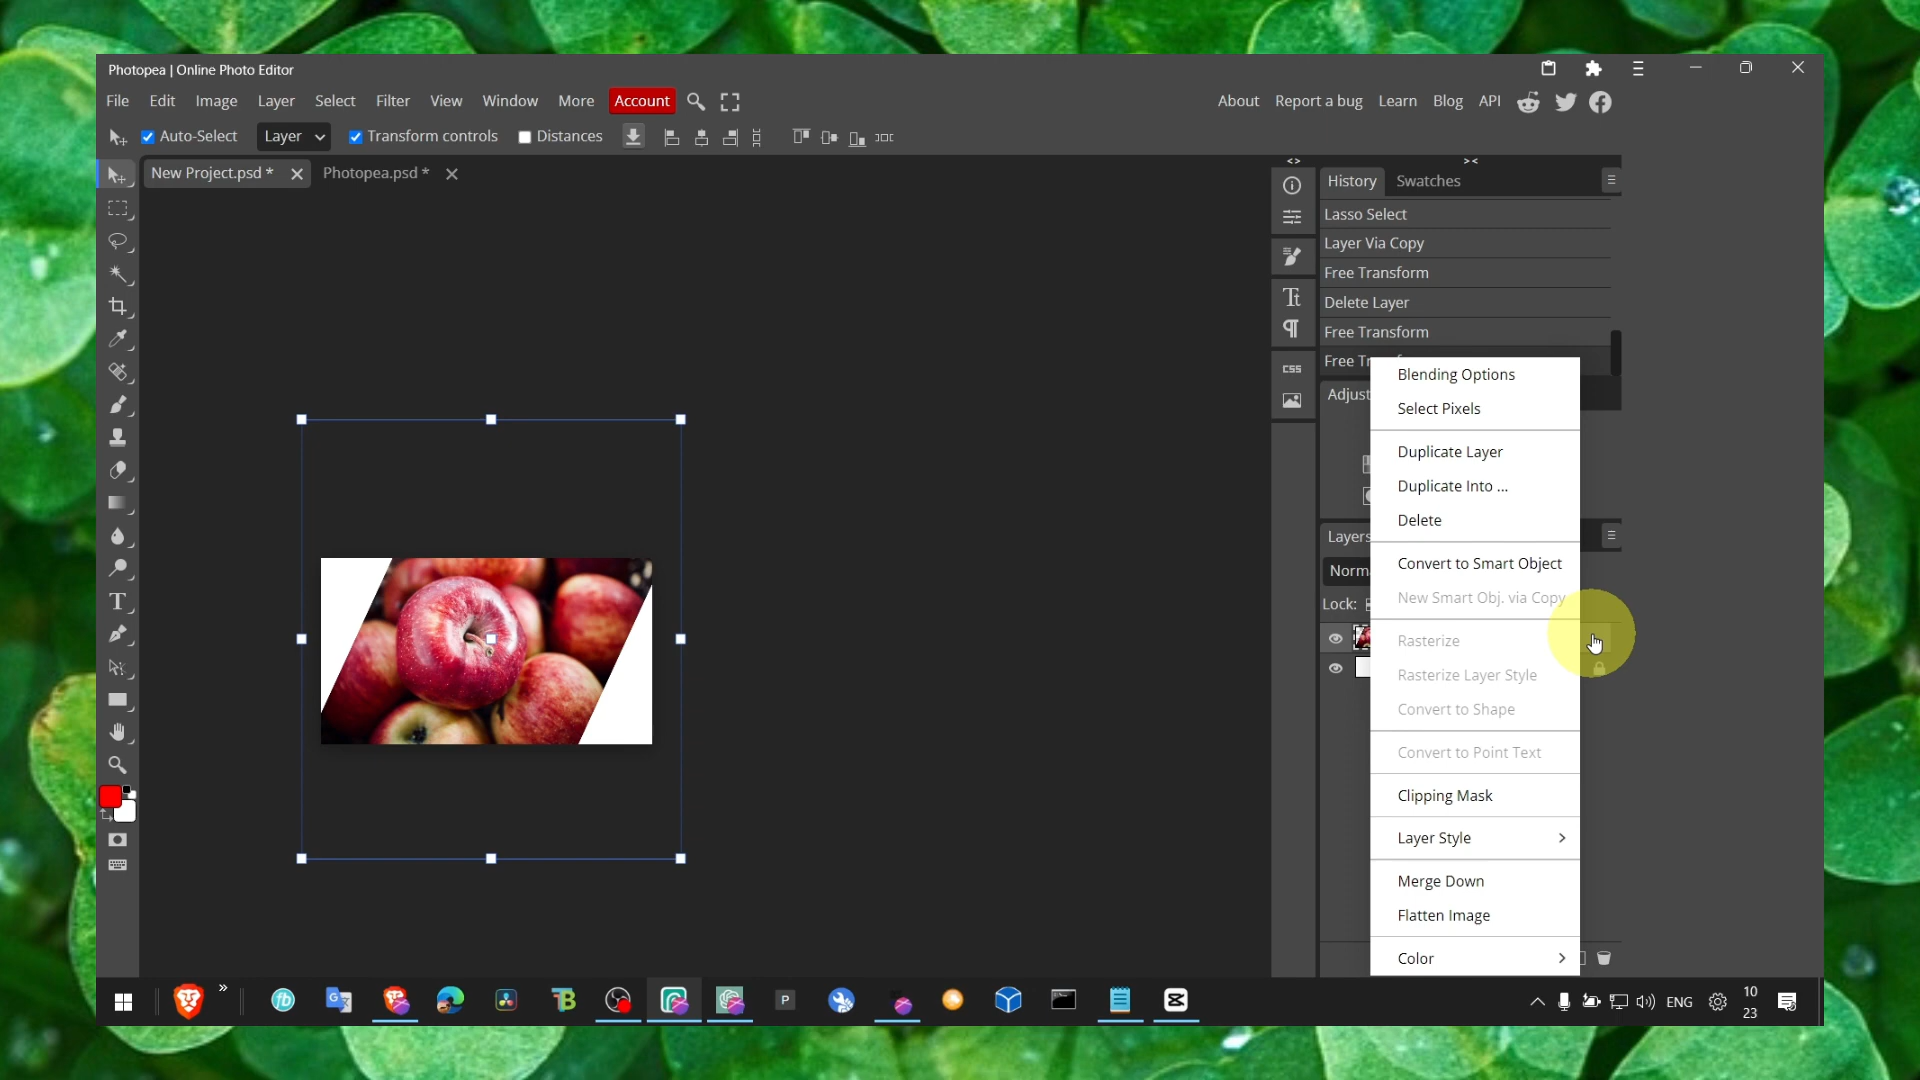 Photopea | Online Photo Editor
File Edit Image Layer Select Filter View Window More Account
About Report a bug Learn Blog API
Auto-Select Layer Transform controls Distances
New Project.psd * Photopea.psd *
<> ><
History Swatches
Lasso Select
Layer Via Copy
Free Transform
Delete Layer
Free Transform
Free
CSS
Adjust
Blending Options
Select Pixels
Duplicate Layer
Duplicate Into ...
Delete
Layers
Convert to Smart Object
Norm
New Smart Obj. via Copy
Lock:
Rasterize
Rasterize Layer Style
Convert to Shape
Convert to Point Text
Clipping Mask
Layer Style
Merge Down
Flatten Image
Color
ENG
10
23